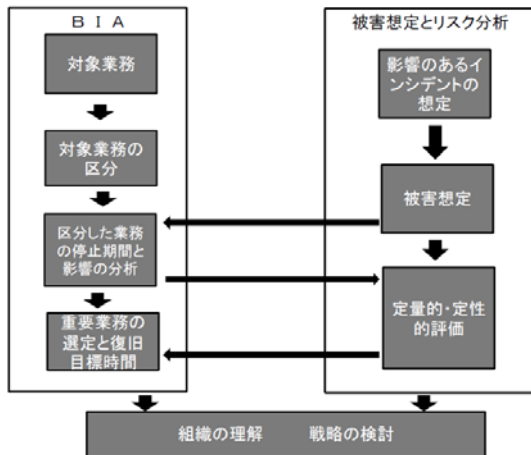 ＢＩＡ
対象業務
対象業務の
区分
区分した業務
の停止期間と
影響の分析
重要業務の
選定と復旧
目標時間
被害想定とリスク分析
影響のあるイ
ンシデントの
想定
被害想定
定量的・定性
的評価
組織の理解　　戦略の検討